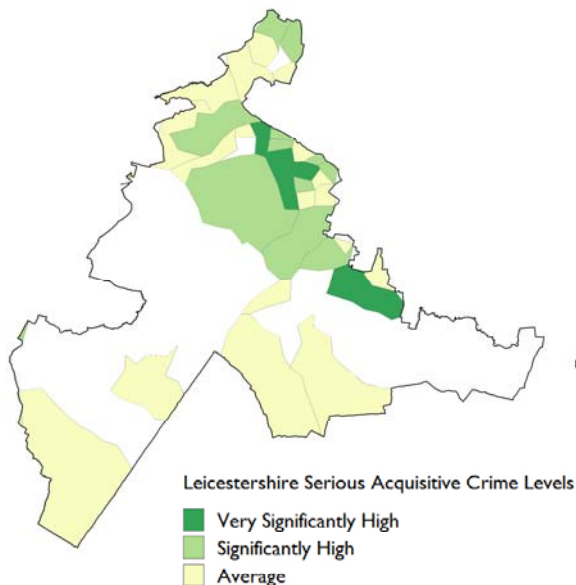 Leicestershire Serious Acquisitive Crime Levels
Very Significantly High
Significantly High
Average